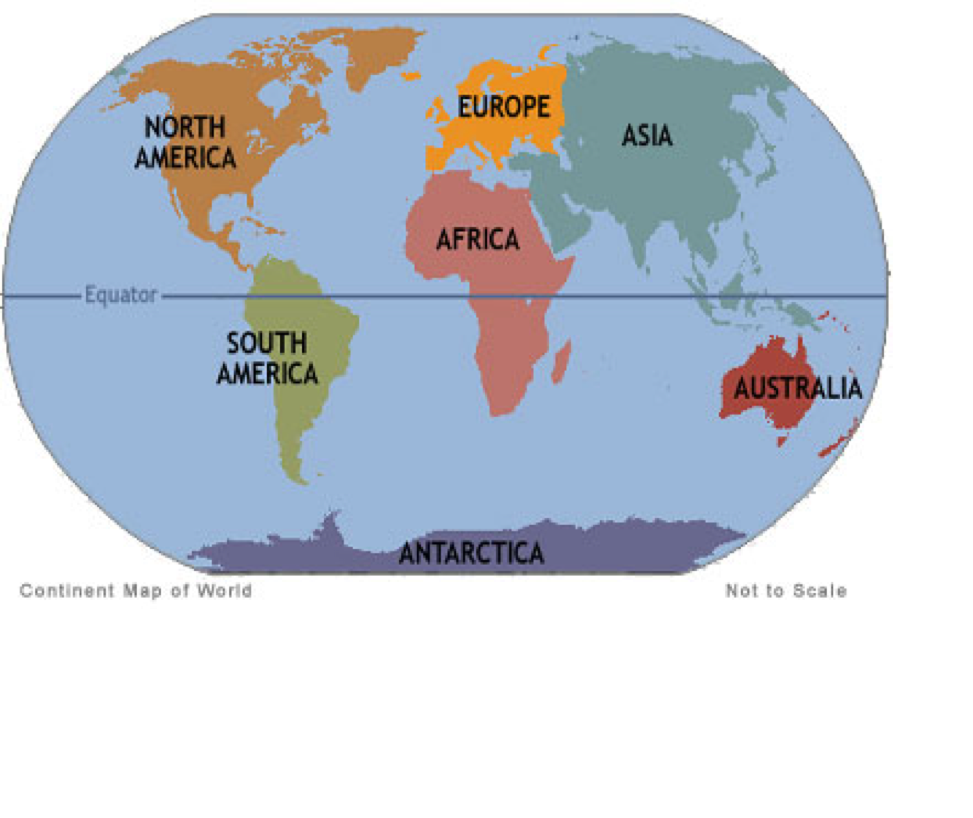 EUROPE
NORTH
AMERICA
ASIA
AFRICA
Equator
SOUTH
AMERICA
AUSTRALIA
ANTARCTICA
Continent Map of World
Not to Scale